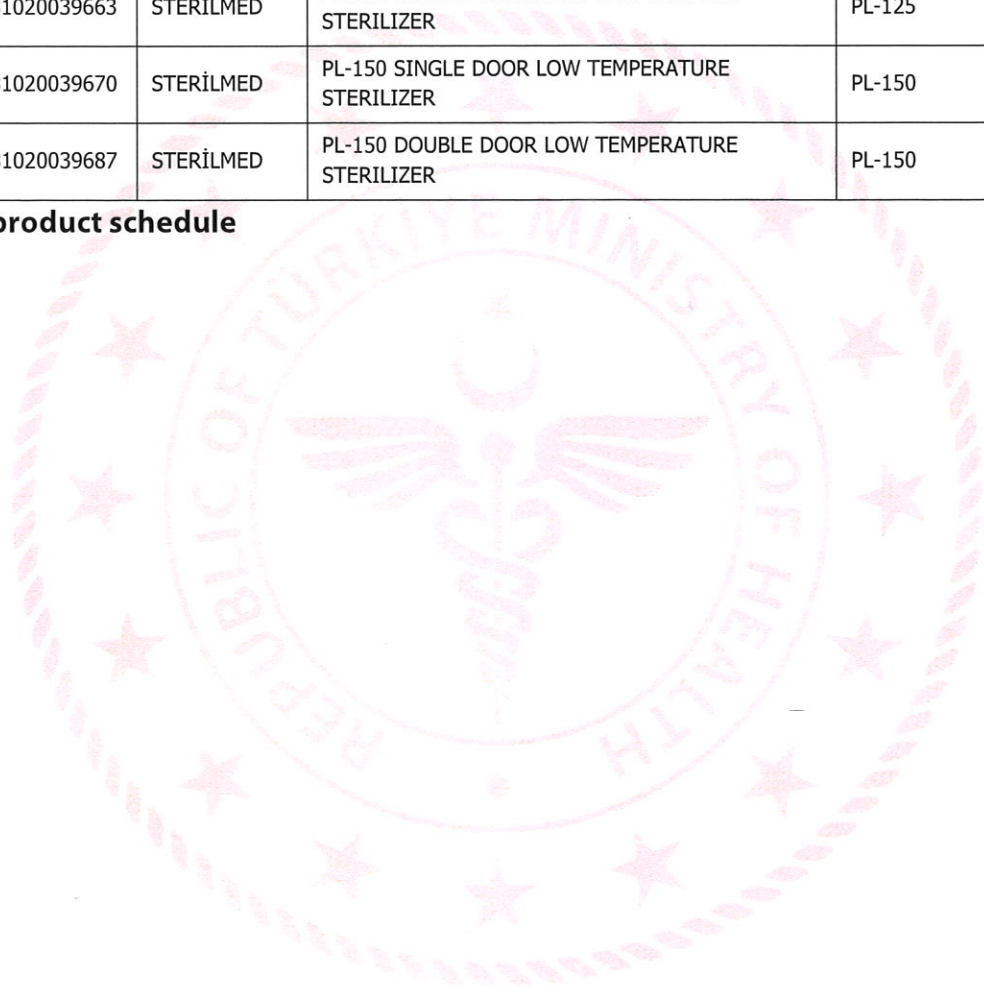 1020039663 STERİLMED STERILIZER PL-125
1020039670 STERİLMED PL-150 SINGLE DOOR LOW TEMPERATURE
STERILIZER PL-150
1020039687 STERİLMED PL-150 DOUBLE DOOR LOW TEMPERATURE
STERILIZER PL-150
product schedule
REPUBLIC OF TÜRKİYE MINISTRY OF HEALTH